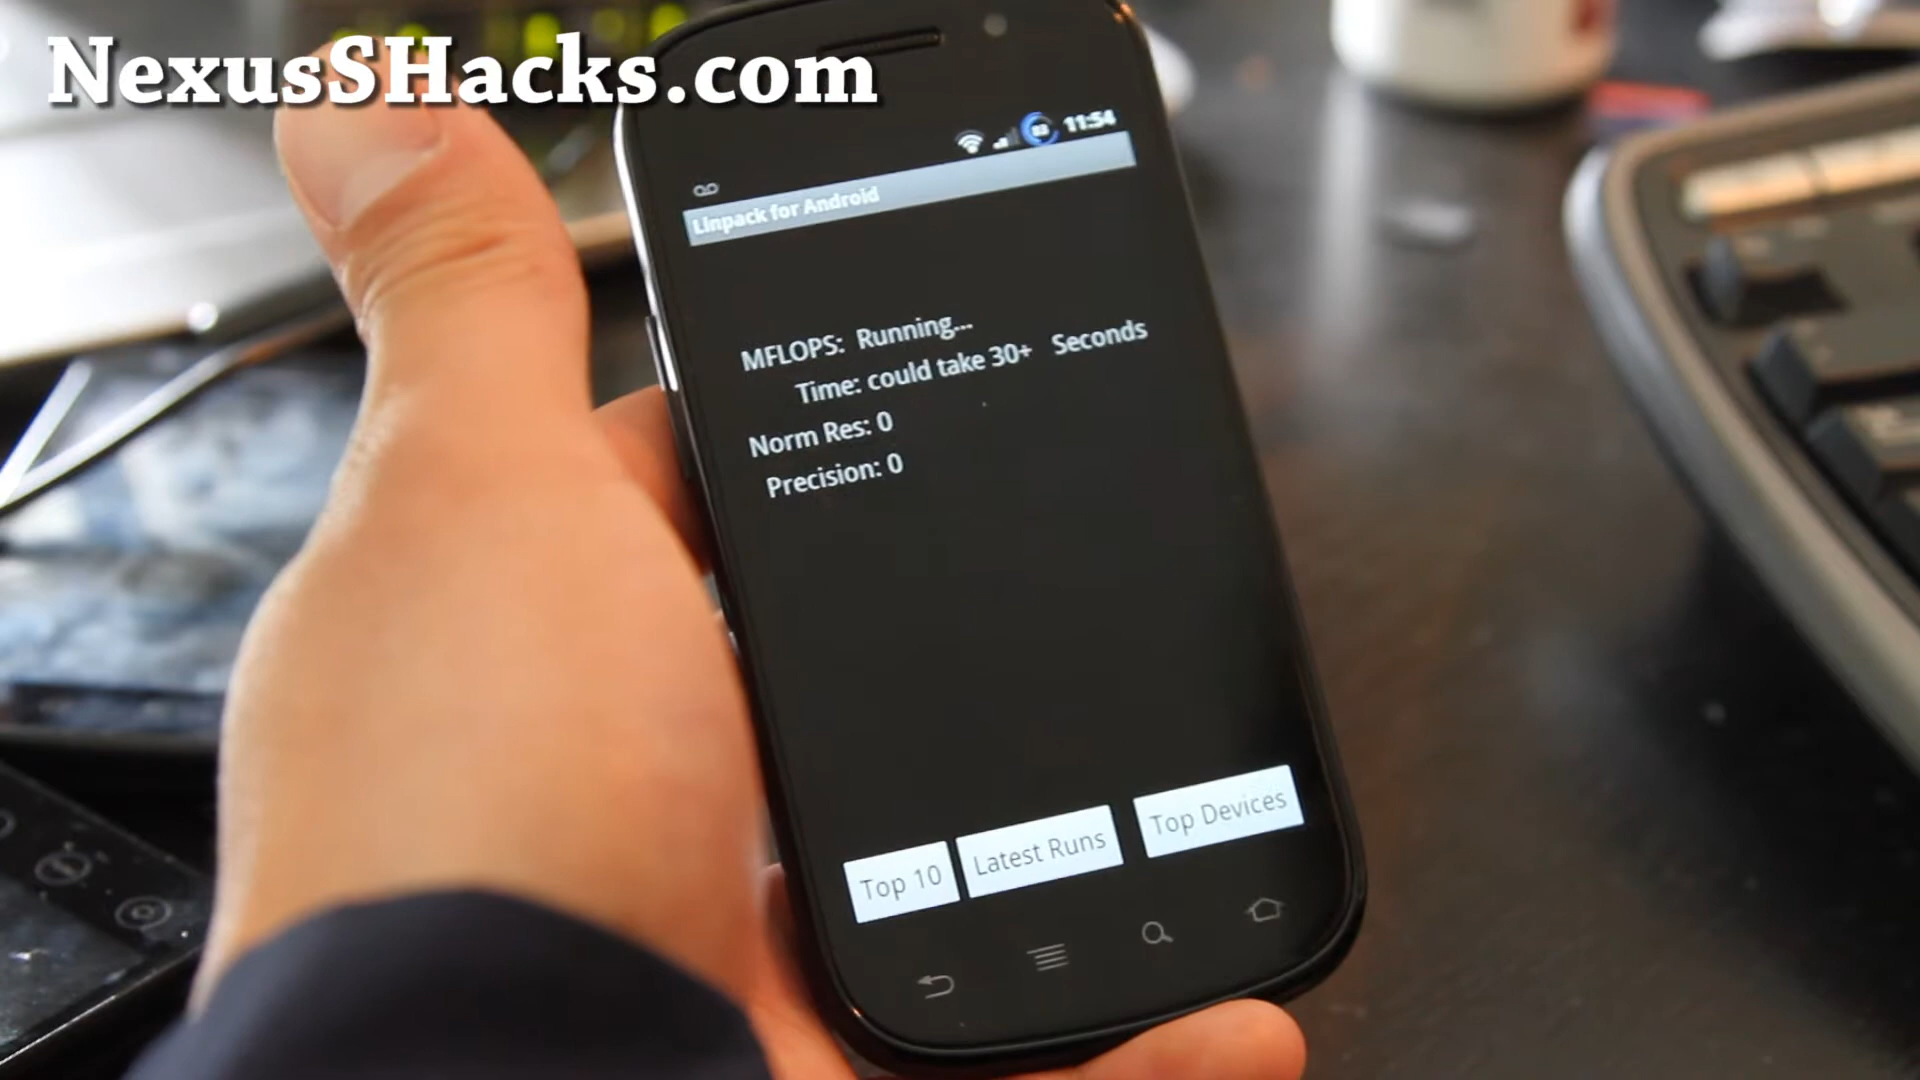 NexusSHacks.com
11:54
Linpack for Android
MFLOPS: Running...
Time: could take 30+ Seconds
Norm Res: 0
Precision: 0
Top 10 Latest Runs Top Devices